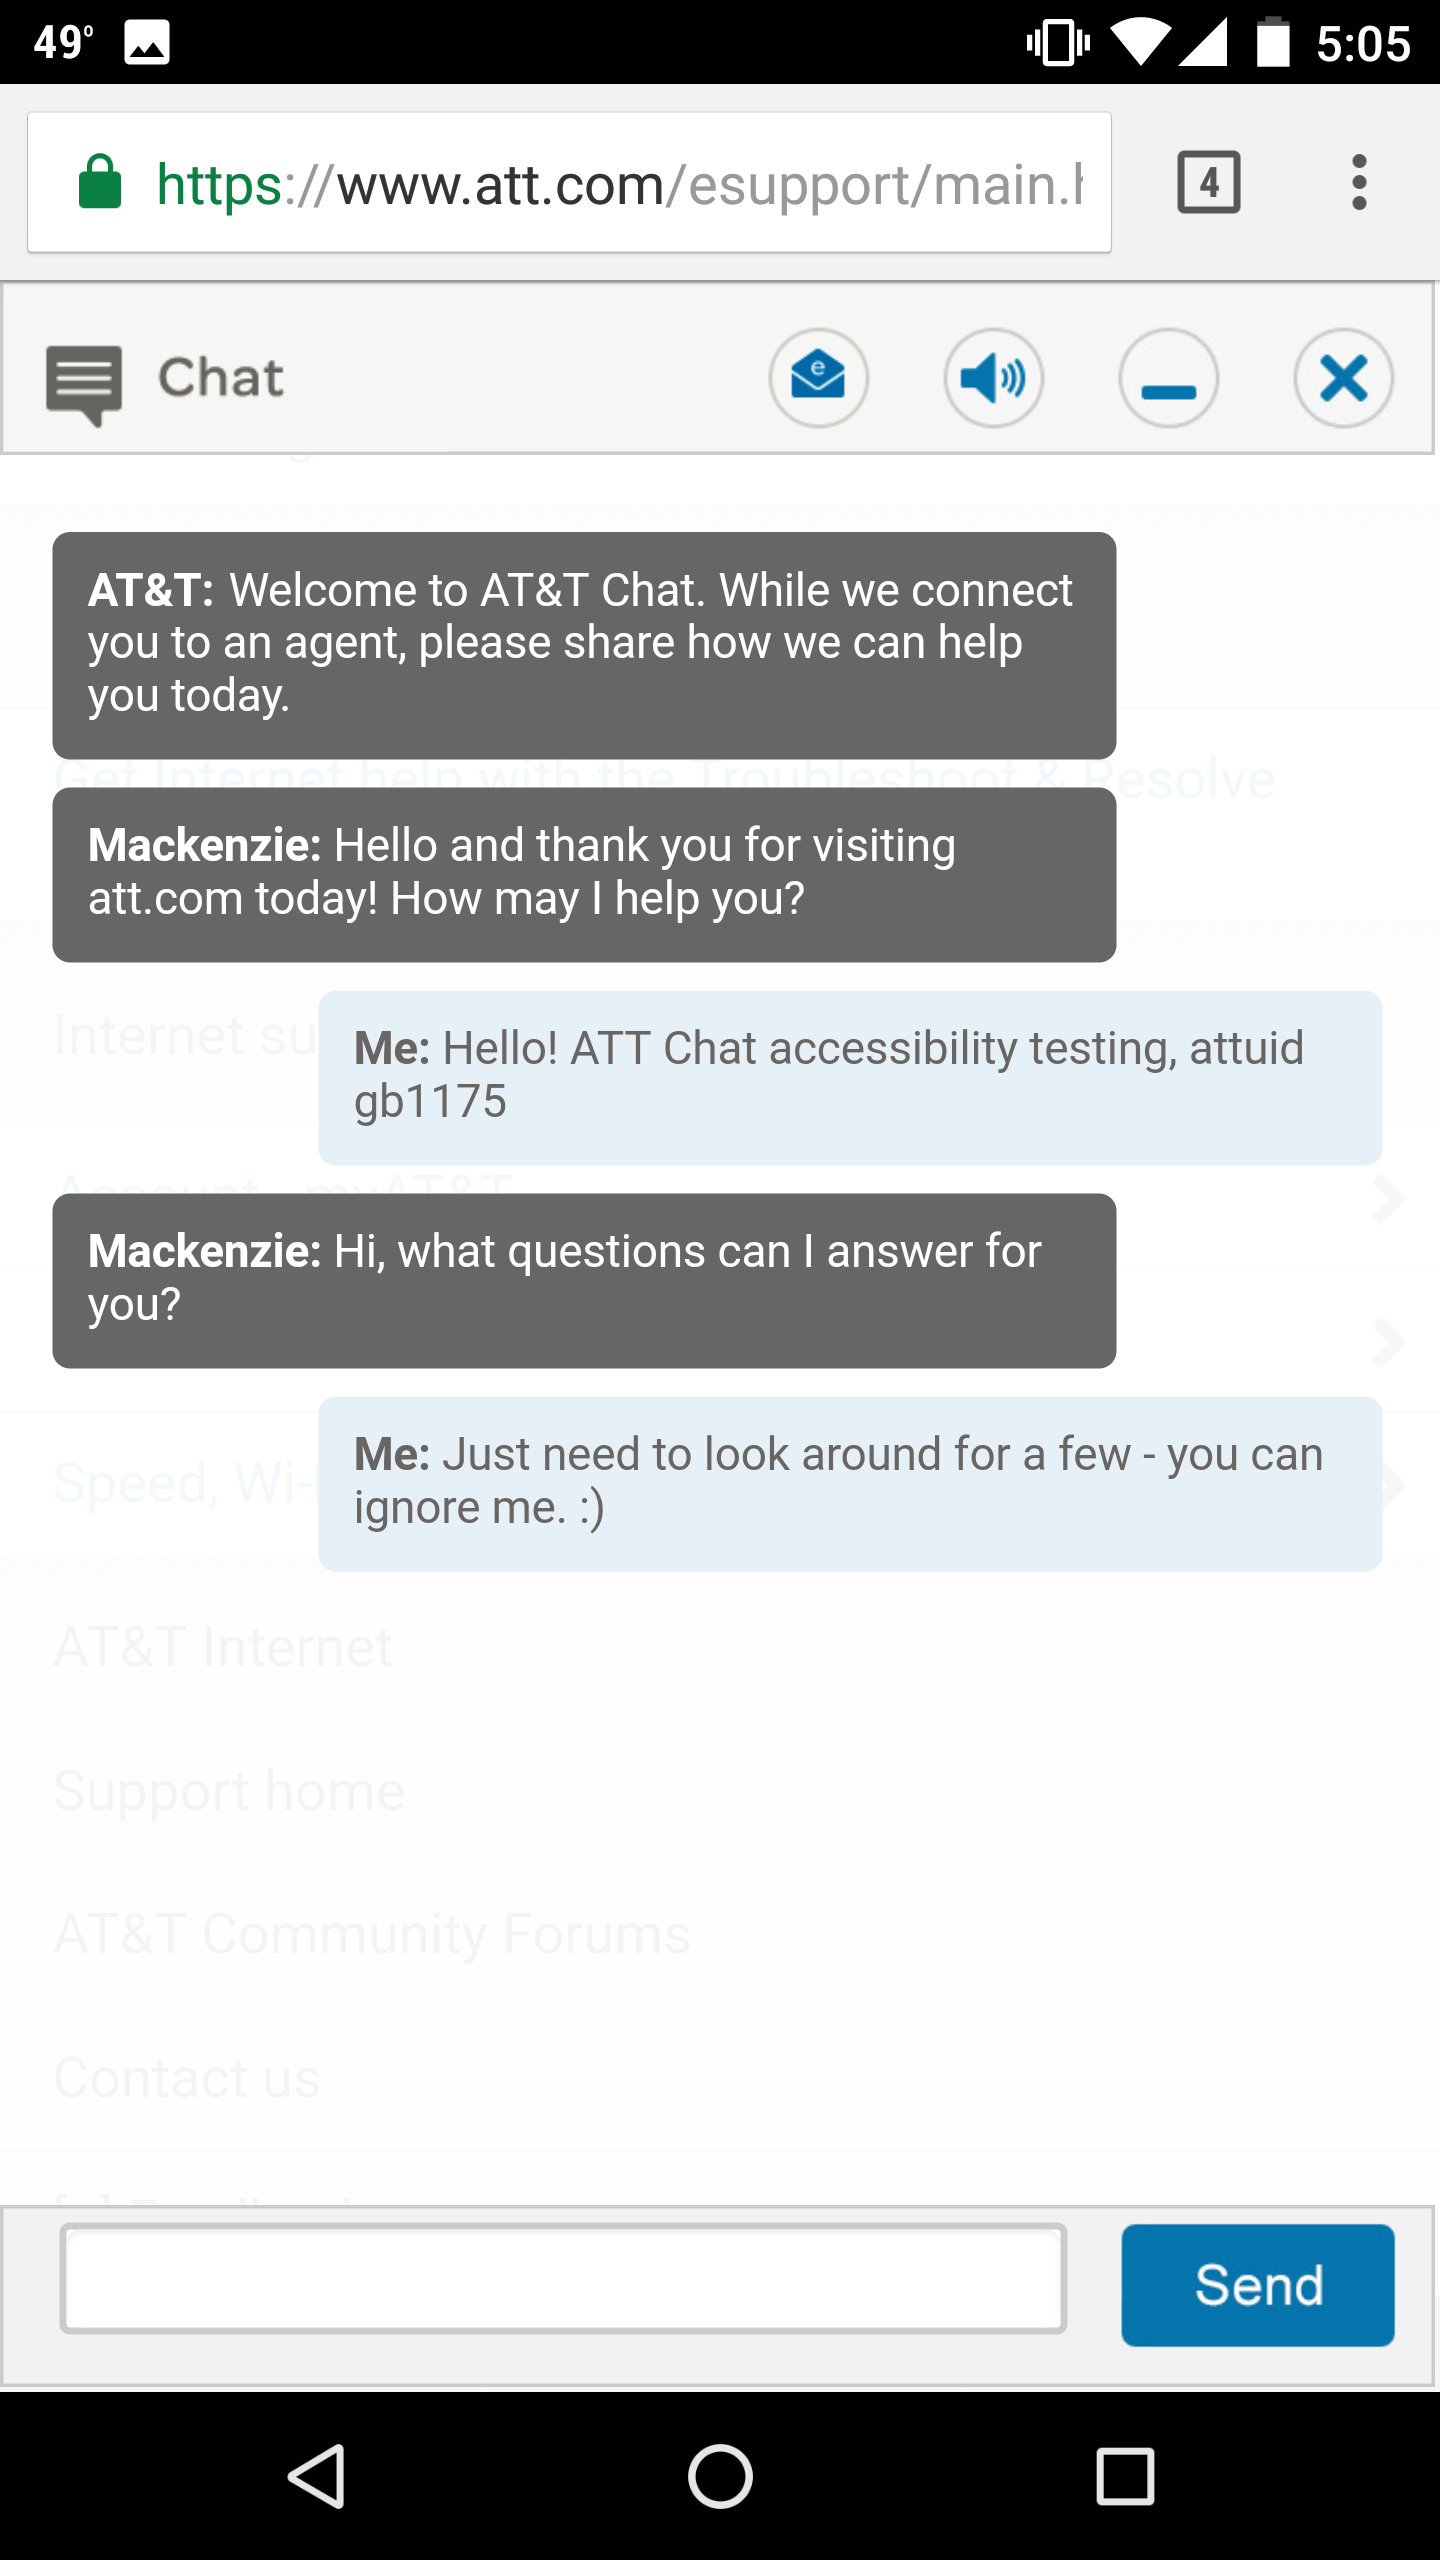 49°
5:05
https://www.att.com/esupport/main.
4
Chat
e
AT&T: Welcome to AT&T Chat. While we connect
you to an agent, please share how we can help
you today.
Get Internet help with the Troubleshoot & Resolve
Mackenzie: Hello and thank you for visiting
att.com today! How may I help you?
Internet su
Me: Hello! ATT Chat accessibility testing, attuid
gb1175
Account - myAT&T
Mackenzie: Hi, what questions can I answer for
you?
Speed, Wi-
Me: Just need to look around for a few - you can
ignore me. :)
AT&T Internet
Support home
AT&T Community Forums
Contact us
Send